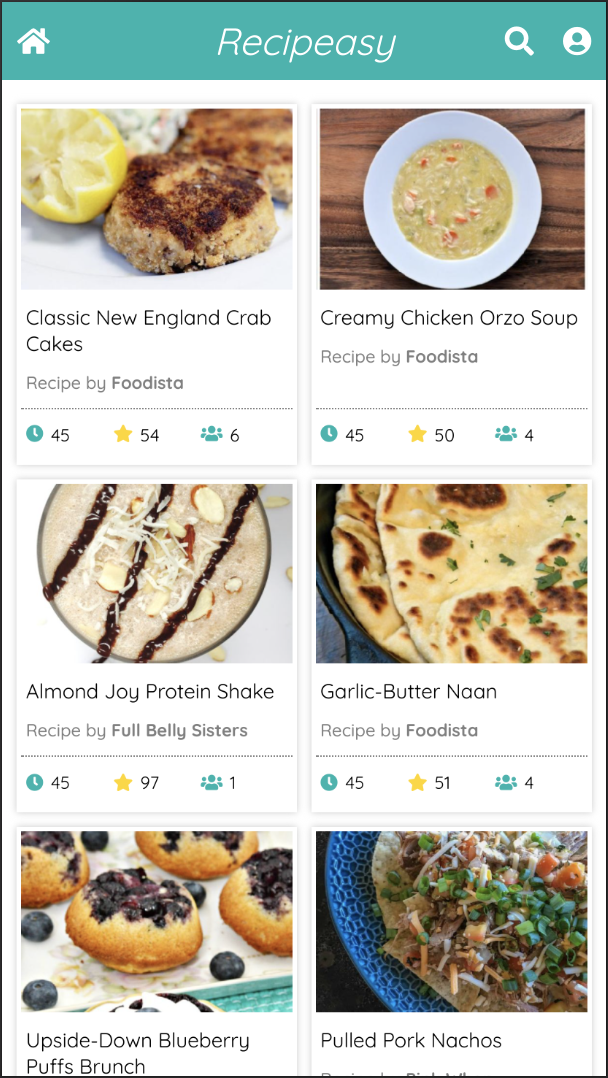 Recipeasy
Classic New England Crab
Cakes
Recipe by Foodista
45 54 6
Creamy Chicken Orzo Soup
Recipe by Foodista
45 50 4
Almond Joy Protein Shake
Recipe by Full Belly Sisters
45 97 1
Garlic-Butter Naan
Recipe by Foodista
45 51 4
Upside-Down Blueberry
Puffs Brunch
Pulled Pork Nachos